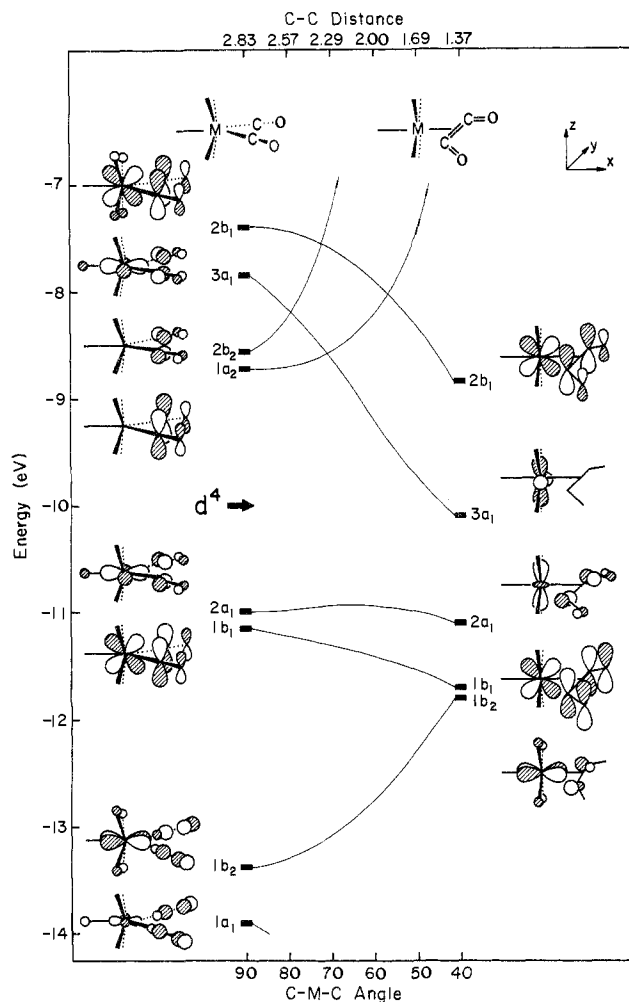 C-C Distance
2.83 2.57 2.29 2.00 1.69 1.37
M C O
C O
M C=O
C
O
z
y
x
-7
2b₁
3a₁
-8
2b₂
1a₂
2b₁
-9
Energy (eV)
d⁴
-10
3a₁
2a₁
2a₁
-11
1b₁
1b₁
1b₂
-12
-13
1b₂
1a₁
-14
90 80 70 60 50 40
C-M-C Angle